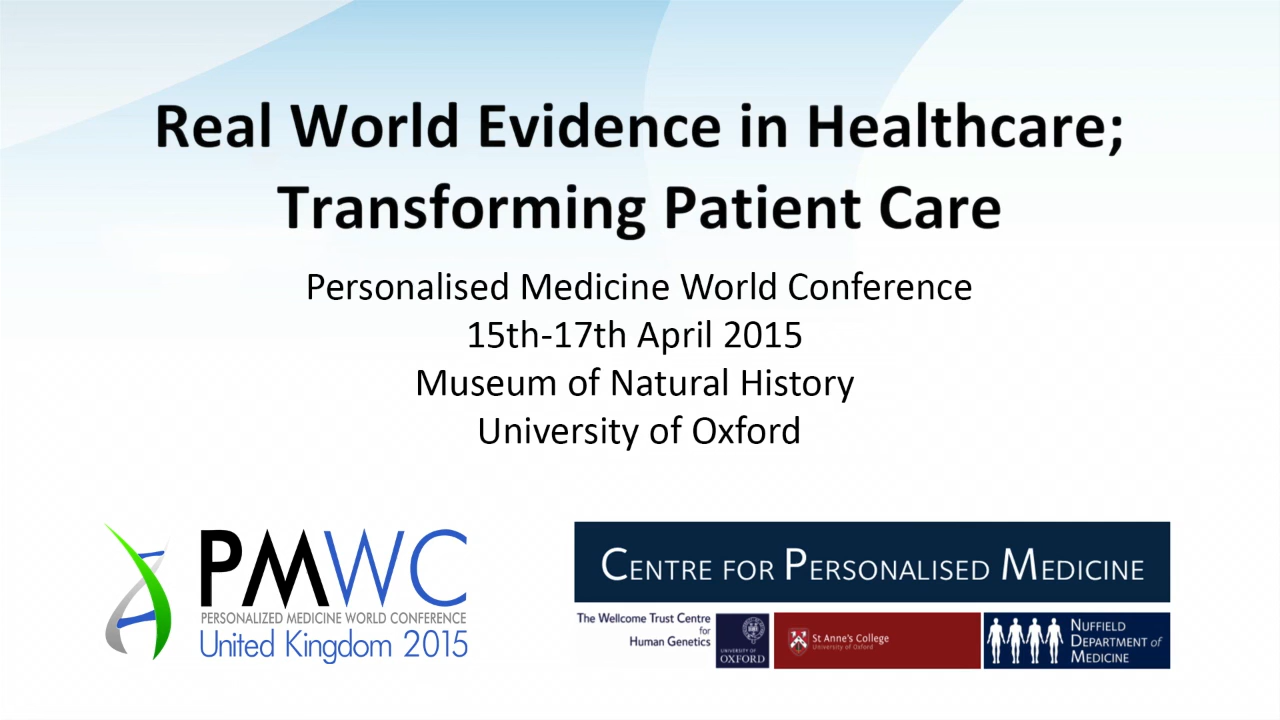 Real World Evidence in Healthcare;
Transforming Patient Care
Personalised Medicine World Conference
15th-17th April 2015
Museum of Natural History
University of Oxford
PMWC
PERSONALIZED MEDICINE WORLD CONFERENCE
United Kingdom 2015
CENTRE FOR PERSONALISED MEDICINE
The Wellcome Trust Centre
for
Human Genetics
UNIVERSITY OF
OXFORD
St Anne's College
University of Oxford
NUFFIELD
DEPARTMENT of
MEDICINE